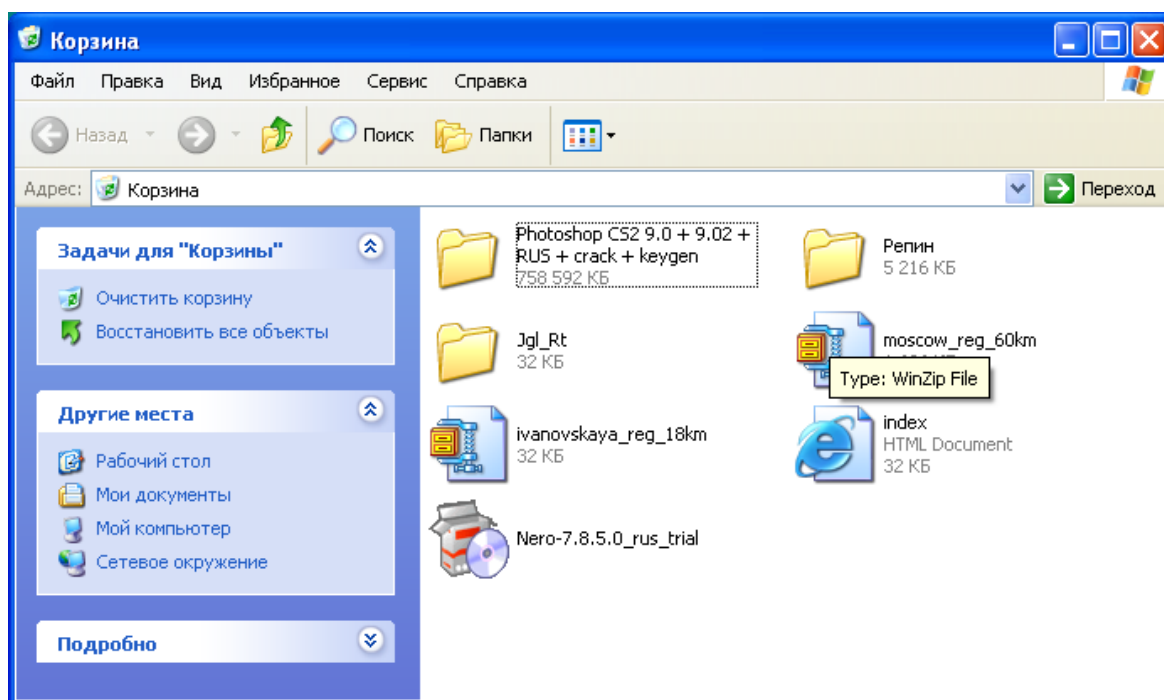 Корзина
Файл Правка Вид Избранное Сервис Справка
Назад Поиск Папки
Адрес: Корзина Переход
Задачи для "Корзины"
Очистить корзину
Восстановить все объекты
Другие места
Рабочий стол
Мои документы
Мой компьютер
Сетевое окружение
Подробно
Photoshop CS2 9.0 + 9.02 +
RUS + crack + keygen
758 592 КБ
Репин
5 216 КБ
Jgl_Rt
32 КБ
moscow_reg_60km
Type: WinZip File
ivanovskaya_reg_18km
32 КБ
index
HTML Document
32 КБ
Nero-7.8.5.0_rus_trial